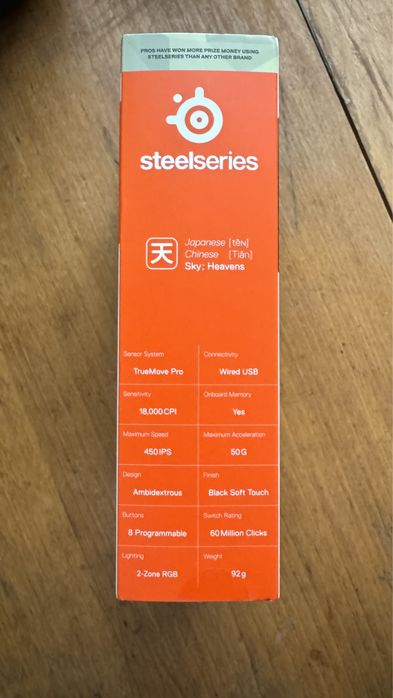 PROS HAVE WON MORE PRIZE MONEY USING
STEELSERIES THAN ANY OTHER BRAND
steelseries
天
Japanese [tēN]
Chinese [Tiān]
Sky; Heavens
Sensor System
TrueMove Pro
Connectivity
Wired USB
Sensitivity
18,000 CPI
Onboard Memory
Yes
Maximum Speed
450 IPS
Maximum Acceleration
50 G
Design
Ambidextrous
Finish
Black Soft Touch
Buttons
8 Programmable
Switch Rating
60 Million Clicks
Lighting
2-Zone RGB
Weight
92 g